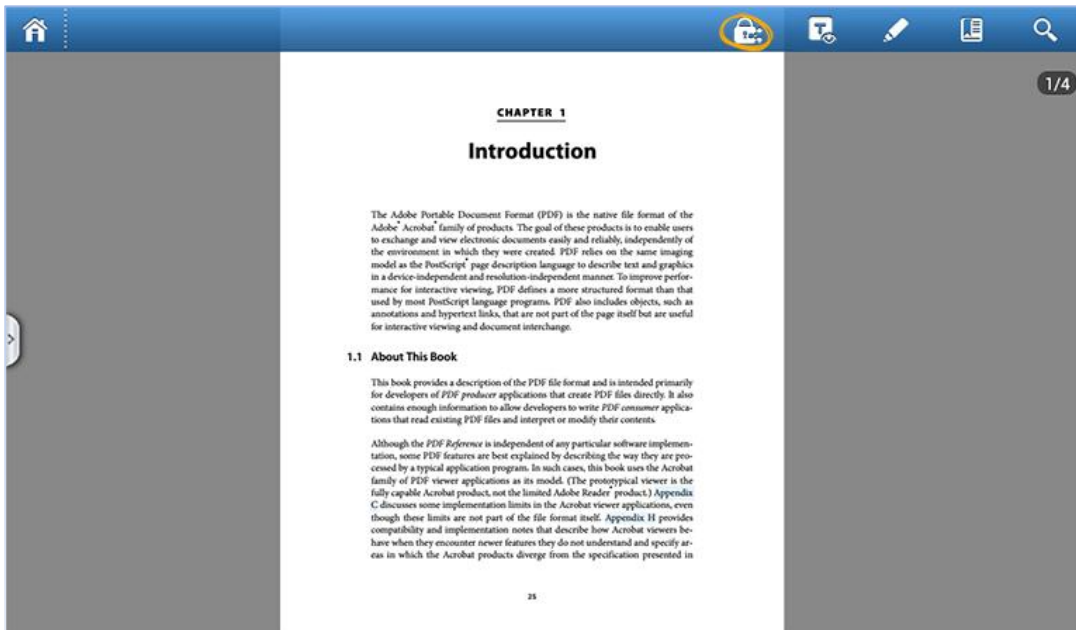 1/4
CHAPTER 1
Introduction
The Adobe Portable Document Format (PDF) is the native file format of the
Adobe® Acrobat® family of products. The goal of these products is to enable users
to exchange and view electronic documents easily and reliably, independently of
the environment in which they were created. PDF relies on the same imaging
model as the PostScript® page description language to describe text and graphics
in a device-independent and resolution-independent manner. To improve perfor-
mance for interactive viewing, PDF defines a more structured format than that
used by most PostScript language programs. PDF also includes objects, such as
annotations and hypertext links, that are not part of the page itself but are useful
for interactive viewing and document interchange.
1.1 About This Book
This book provides a description of the PDF file format and is intended primarily
for developers of PDF producer applications that create PDF files directly. It also
contains enough information to allow developers to write PDF consumer applica-
tions that read existing PDF files and interpret or modify their contents.
Although the PDF Reference is independent of any particular software implemen-
tation, some PDF features are best explained by describing the way they are pro-
cessed by a typical application program. In such cases, this book uses the Acrobat
family of PDF viewer applications as its model. (The prototypical viewer is the
fully capable Acrobat product, not the limited Adobe Reader® product.) Appendix
C discusses some implementation limits in the Acrobat viewer applications, even
though these limits are not part of the file format itself. Appendix H provides
compatibility and implementation notes that describe how Acrobat viewers be-
have when they encounter newer features they do not understand and specify ar-
eas in which the Acrobat products diverge from the specification presented in
25